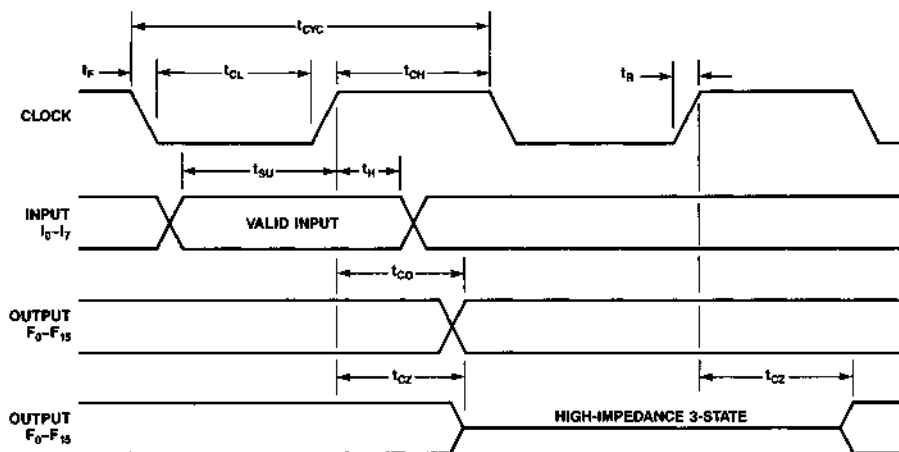 tCYC
tF
tCL
tCH
tR
CLOCK
tSU
tH
INPUT
I0–I7
VALID INPUT
tCO
OUTPUT
F0–F15
tCZ
tCZ
OUTPUT
F0–F15
HIGH-IMPEDANCE 3-STATE